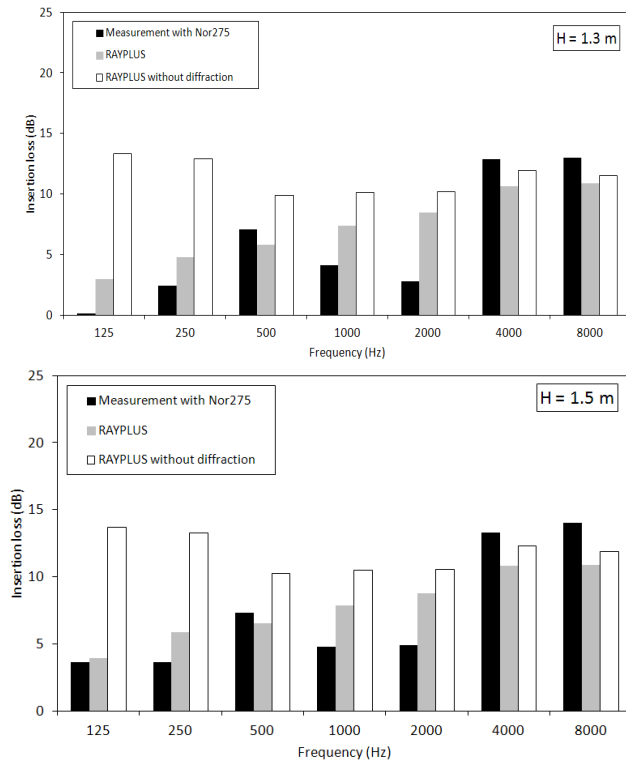 25
20
15
10
5
0
Insertion loss (dB)
Measurement with Nor275
RAYPLUS
RAYPLUS without diffraction
H = 1.3 m
125 250 500 1000 2000 4000 8000
Frequency (Hz)
25
20
15
10
5
0
Insertion loss (dB)
Measurement with Nor275
RAYPLUS
RAYPLUS without diffraction
H = 1.5 m
125 250 500 1000 2000 4000 8000
Frequency (Hz)